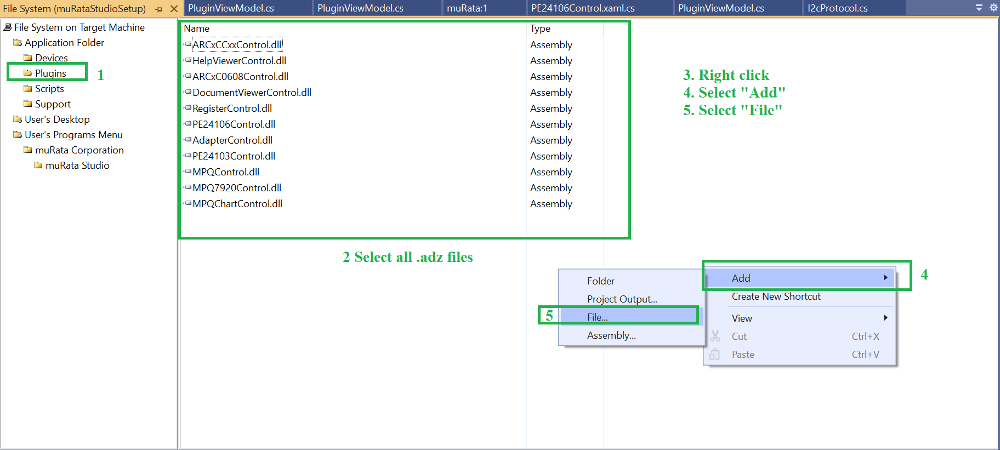 File System (muRataStudioSetup)
PluginViewModel.cs
PluginViewModel.cs
muRata:1
PE24106Control.xaml.cs
PluginViewModel.cs
I2cProtocol.cs
File System on Target Machine
Application Folder
Devices
Plugins
1
Scripts
Support
User's Desktop
User's Programs Menu
muRata Corporation
muRata Studio
Name Type
ARCxCCxxControl.dll Assembly
HelpViewerControl.dll Assembly
ARCxC0608Control.dll Assembly
DocumentViewerControl.dll Assembly
RegisterControl.dll Assembly
PE24106Control.dll Assembly
AdapterControl.dll Assembly
PE24103Control.dll Assembly
MPQControl.dll Assembly
MPQ7920Control.dll Assembly
MPQChartControl.dll Assembly
3. Right click
4. Select "Add"
5. Select "File"
2 Select all .adz files
Folder
Project Output...
5 File...
Assembly...
Add
4
Create New Shortcut
View
Cut Ctrl+X
Paste Ctrl+V